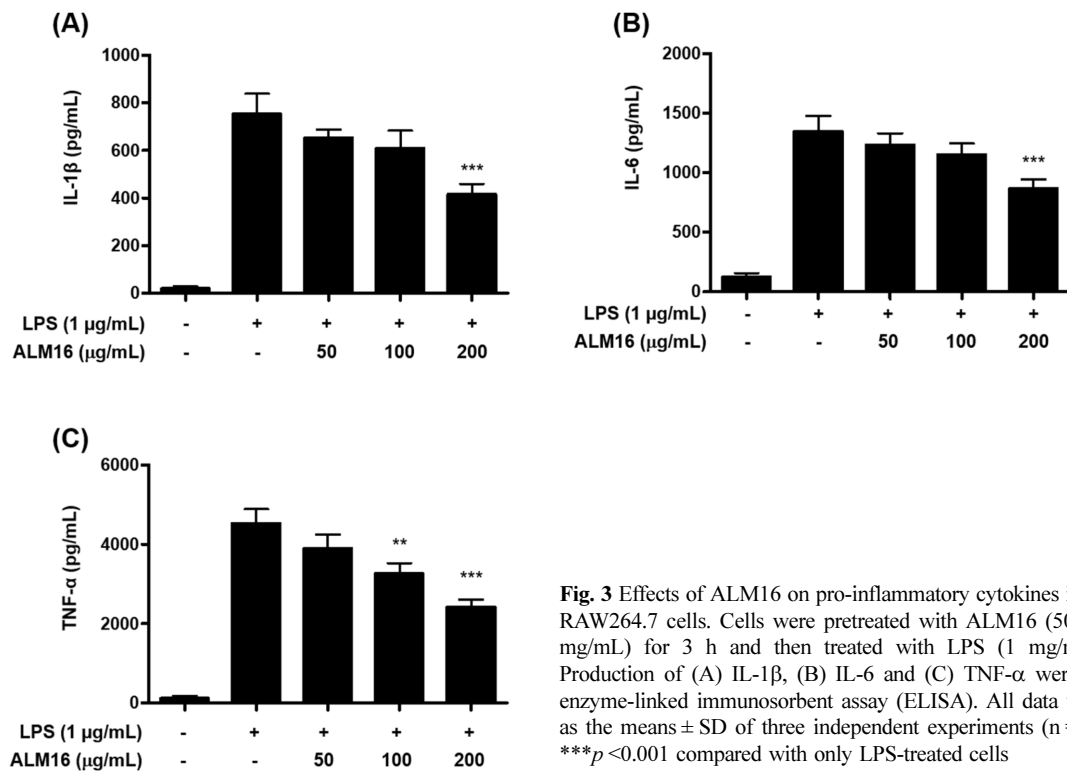 (A)
1000
800
600
400
200
0
IL-1β (pg/mL)
***
LPS (1 µg/mL) - + + + +
ALM16 (µg/mL) - - 50 100 200
(B)
2000
1500
1000
500
0
IL-6 (pg/mL)
***
LPS (1 µg/mL) - + + + +
ALM16 (µg/mL) - - 50 100 200
(C)
6000
4000
2000
0
TNF-α (pg/mL)
**
***
LPS (1 µg/mL) - + + + +
ALM16 (µg/mL) - - 50 100 200
Fig. 3 Effects of ALM16 on pro-inflammatory cytokines
RAW264.7 cells. Cells were pretreated with ALM16 (50
mg/mL) for 3 h and then treated with LPS (1
Production of (A) IL-1β, (B) IL-6 and (C) TNF-α
enzyme-linked immunosorbent assay (ELISA). All data
as the means ± SD of three independent experiments (n
***p <0.001 compared with only LPS-treated cells